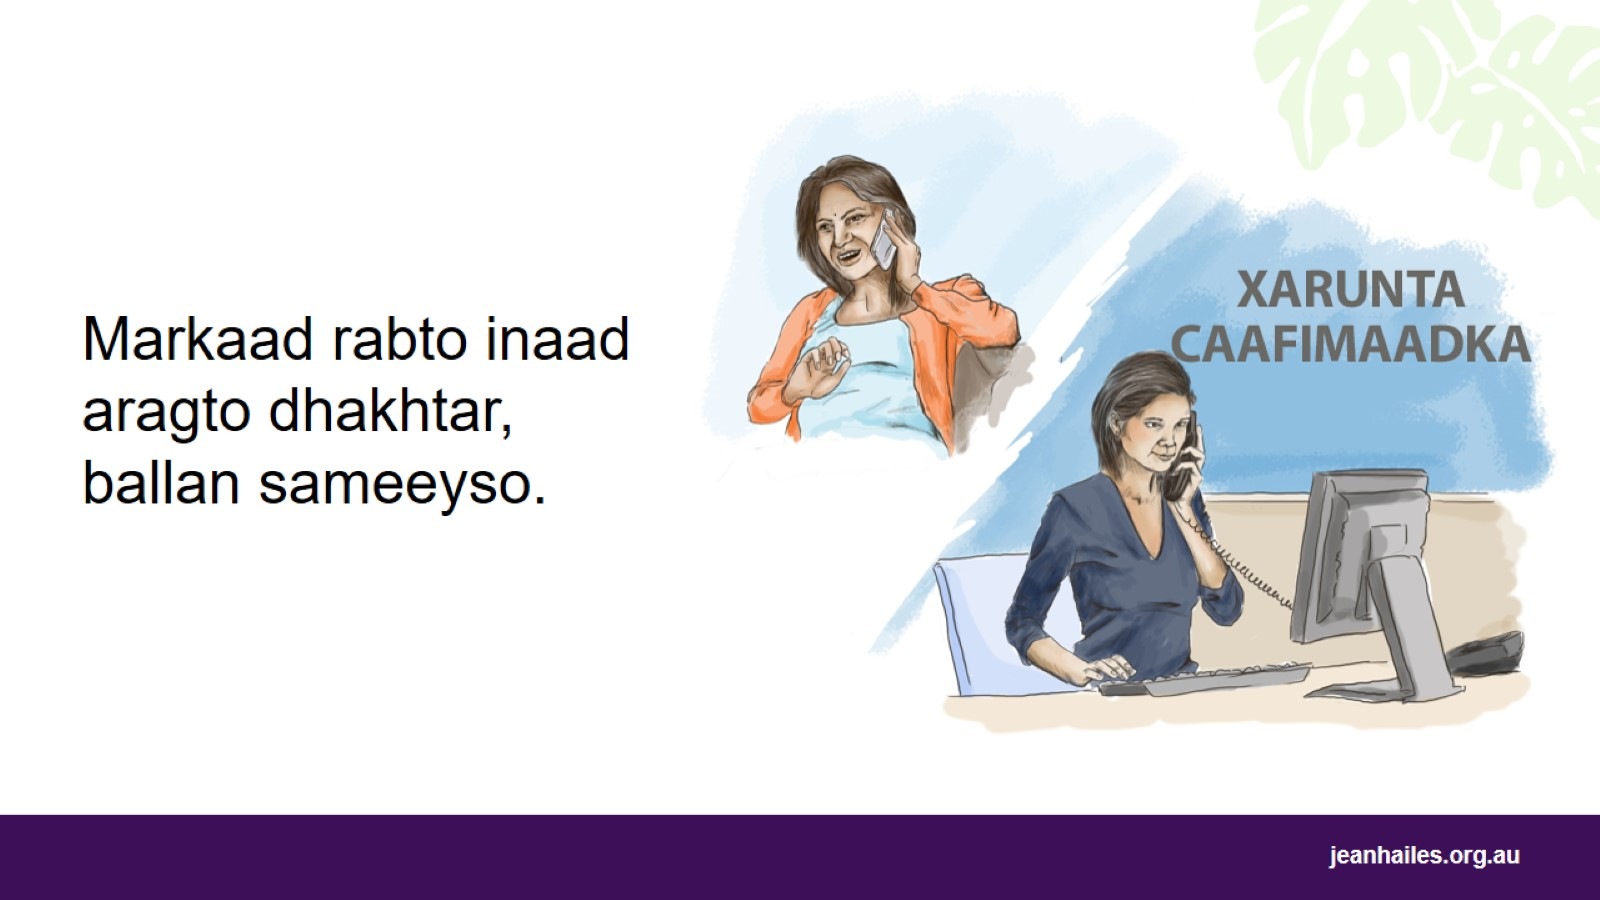 Markaad rabto inaad
aragto dhakhtar,
ballan sameeyso.
XARUNTA
CAAFIMAADKA
jeanhailes.org.au